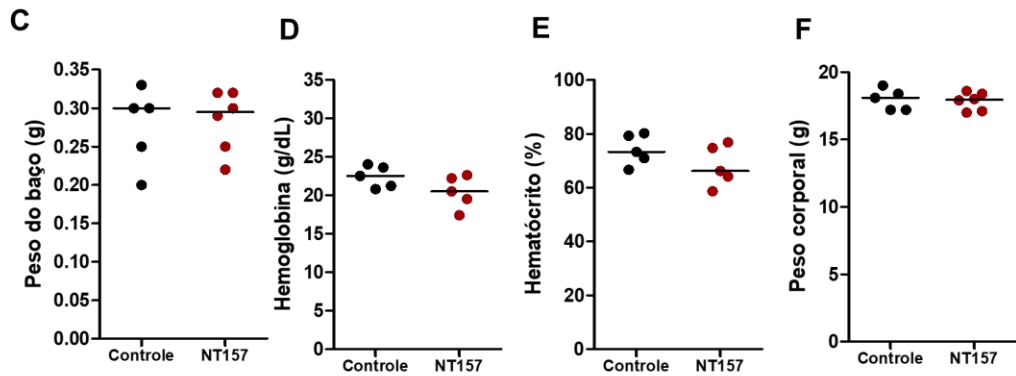 C
Peso do baço (g)
0.35
0.30
0.25
0.20
0.15
0.10
0.05
0.00
Controle NT157
D
Hemoglobina (g/dL)
35
30
25
20
15
10
5
0
Controle NT157
E
Hematócrito (%)
100
80
60
40
20
0
Controle NT157
F
Peso corporal (g)
20
15
10
5
0
Controle NT157